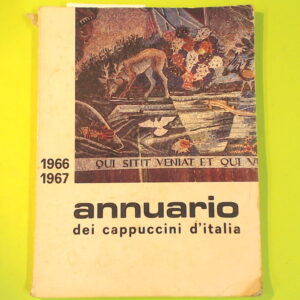 1966
1967
QUI SITIT VENIAT ET QUI V
annuario
dei cappuccini d'italia